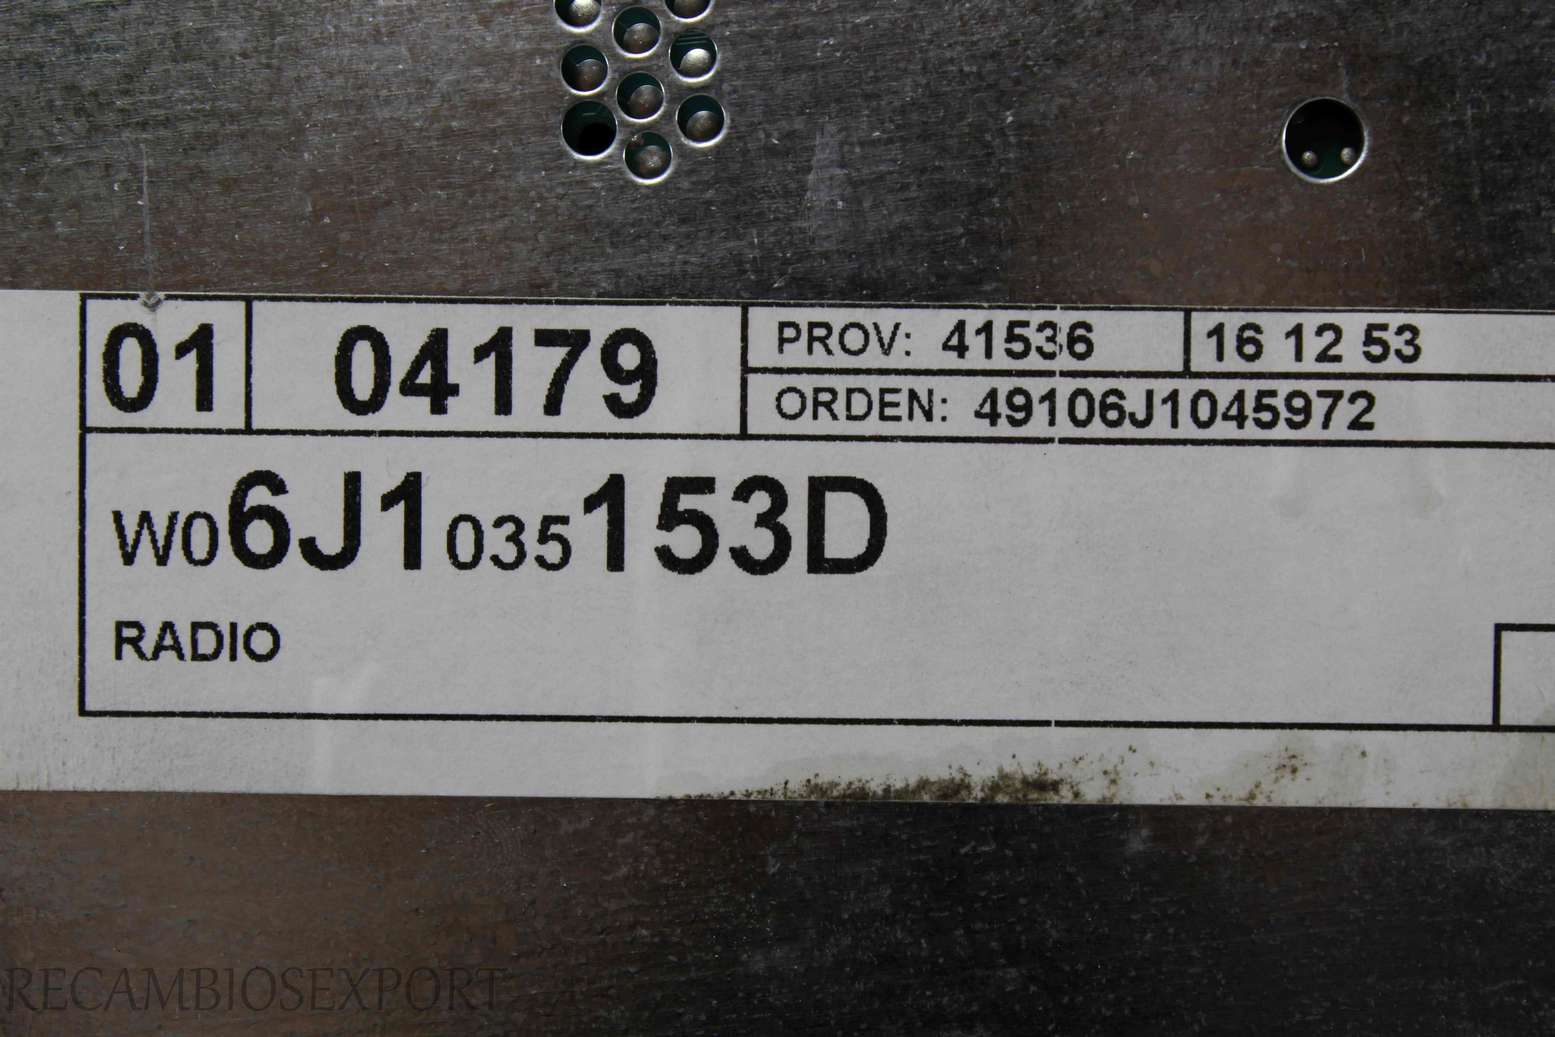 01 04179 PROV: 41536 16 12 53
ORDEN: 49106J1045972
W06J1035153D
RADIO
RECAMBIOSEXPORT